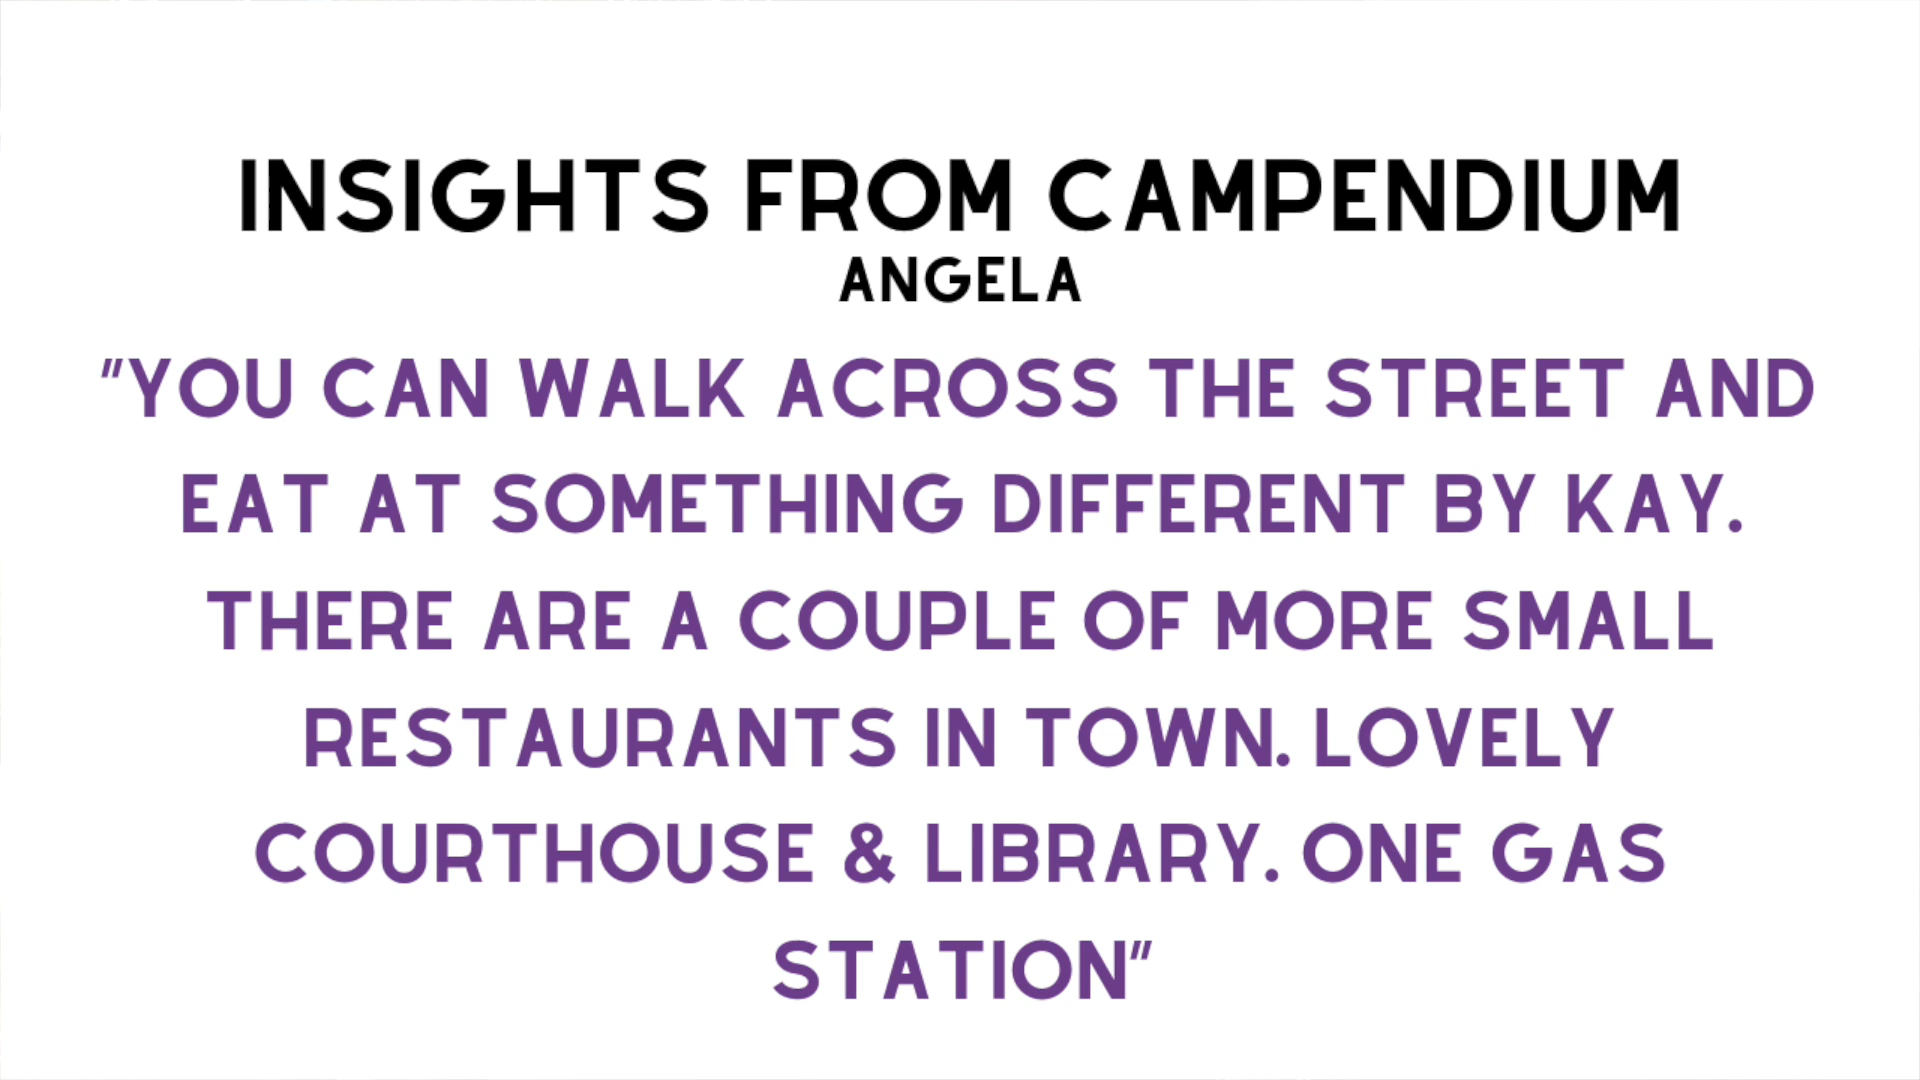 INSIGHTS FROM CAMPENDIUM
ANGELA
"YOU CAN WALK ACROSS THE STREET AND
EAT AT SOMETHING DIFFERENT BY KAY.
THERE ARE A COUPLE OF MORE SMALL
RESTAURANTS IN TOWN. LOVELY
COURTHOUSE & LIBRARY. ONE GAS
STATION"